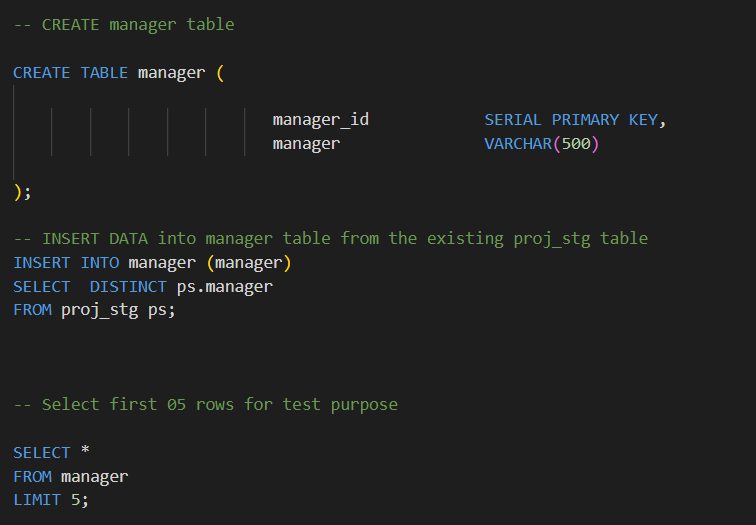 -- CREATE manager table
CREATE TABLE manager (
manager_id SERIAL PRIMARY KEY,
manager VARCHAR(500)
);
-- INSERT DATA into manager table from the existing proj_stg table
INSERT INTO manager (manager)
SELECT  DISTINCT ps.manager
FROM proj_stg ps;
-- Select first 05 rows for test purpose
SELECT *
FROM manager
LIMIT 5;